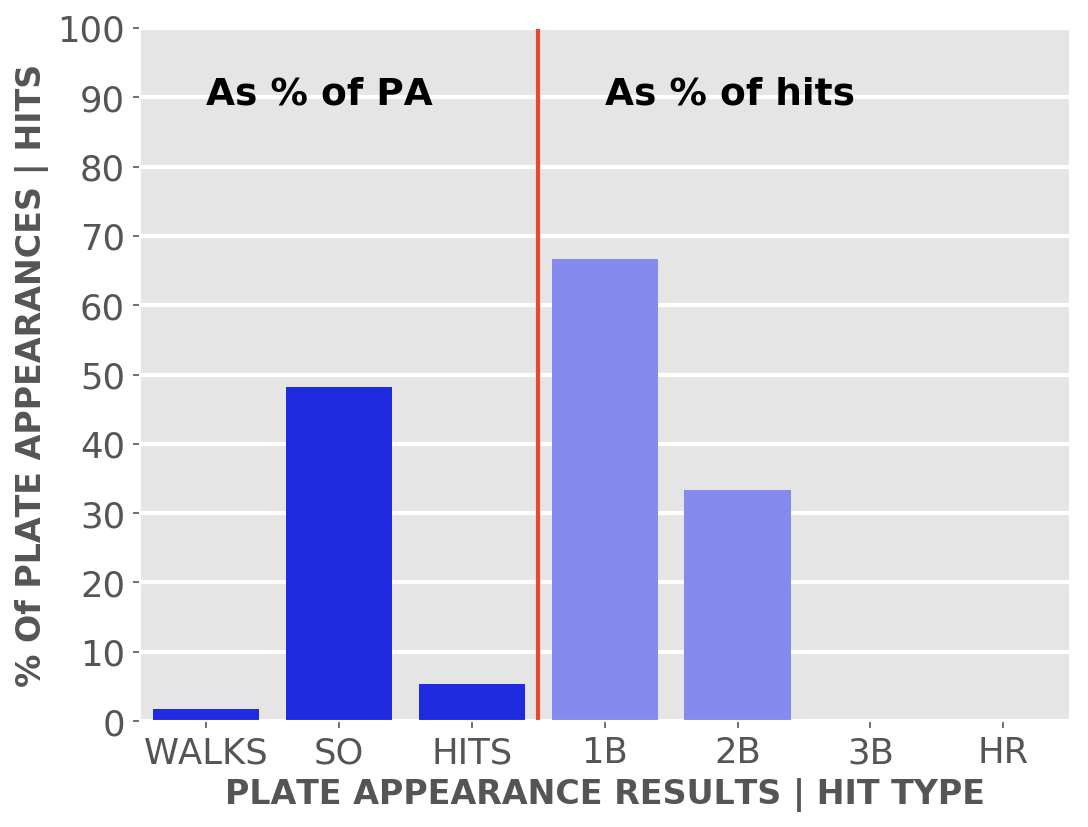 100
90
80
70
60
50
40
30
20
10
0
% Of PLATE APPEARANCES | HITS
As % of PA
As % of hits
WALKS SO HITS 1B 2B 3B HR
PLATE APPEARANCE RESULTS | HIT TYPE